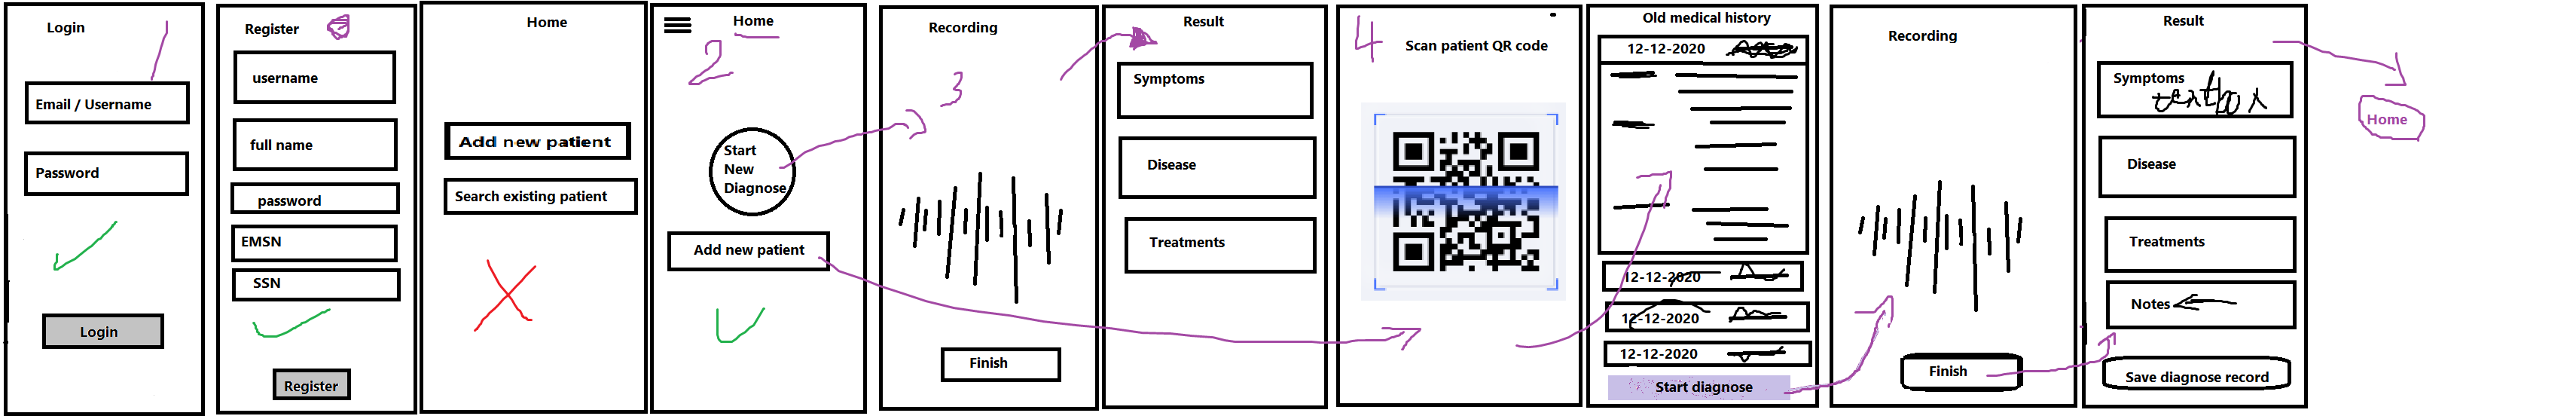 Login
Email / Username
Password
Login
Register
username
full name
password
EMSN
SSN
Register
Home
Add new patient
Search existing patient
2
Home
Start
New
Diagnose
Add new patient
Recording
3
Finish
Result
Symptoms
Disease
Treatments
4
Scan patient QR code
Old medical history
12-12-2020
12-12-2020
12-12-2020
12-12-2020
Start diagnose
Recording
Finish
Result
Symptoms
Disease
Treatments
Notes
Save diagnose record
Home